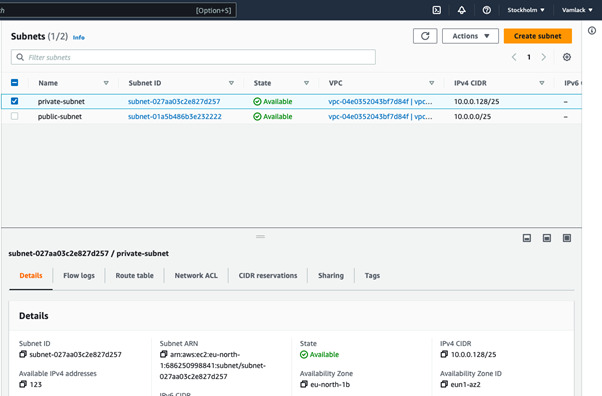 ch [Option+S] Stockholm ▼ Vamlack ▼
Subnets (1/2) Info Actions ▼ Create subnet
Filter subnets 1
Name Subnet ID State VPC IPv4 CIDR IPv6 C
private-subnet subnet-027aa03c2e827d257 Available vpc-04e0352043bf7d84f | vpc... 10.0.0.128/25 –
public-subnet subnet-01a5b486b3e232222 Available vpc-04e0352043bf7d84f | vpc... 10.0.0.0/25 –
subnet-027aa03c2e827d257 / private-subnet
Details Flow logs Route table Network ACL CIDR reservations Sharing Tags
Details
Subnet ID Subnet ARN State IPv4 CIDR
subnet-027aa03c2e827d257 arn:aws:ec2:eu-north-1:686250998841:subnet/subnet-027aa03c2e827d257 Available 10.0.0.128/25
Available IPv4 addresses Availability Zone Availability Zone ID
123 eu-north-1b eun1-az2
IPv6 CIDR